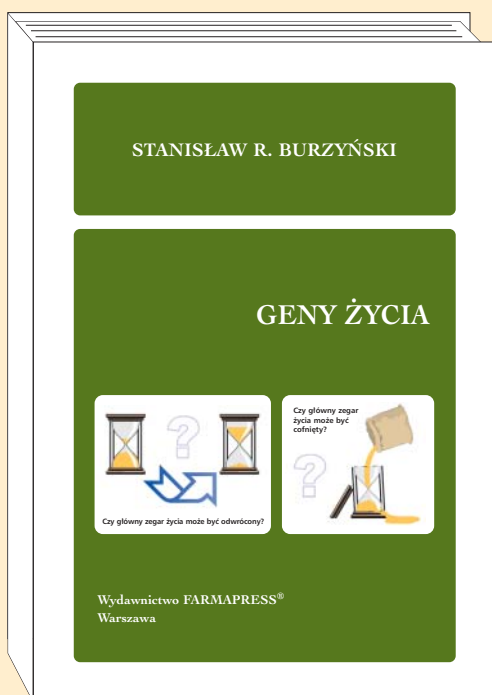 STANISŁAW R. BURZYŃSKI
GENY ŻYCIA
Czy główny zegar życia może być odwrócony?
Czy główny zegar
życia może być
cofnięty?
Wydawnictwo FARMAPRESS®
Warszawa